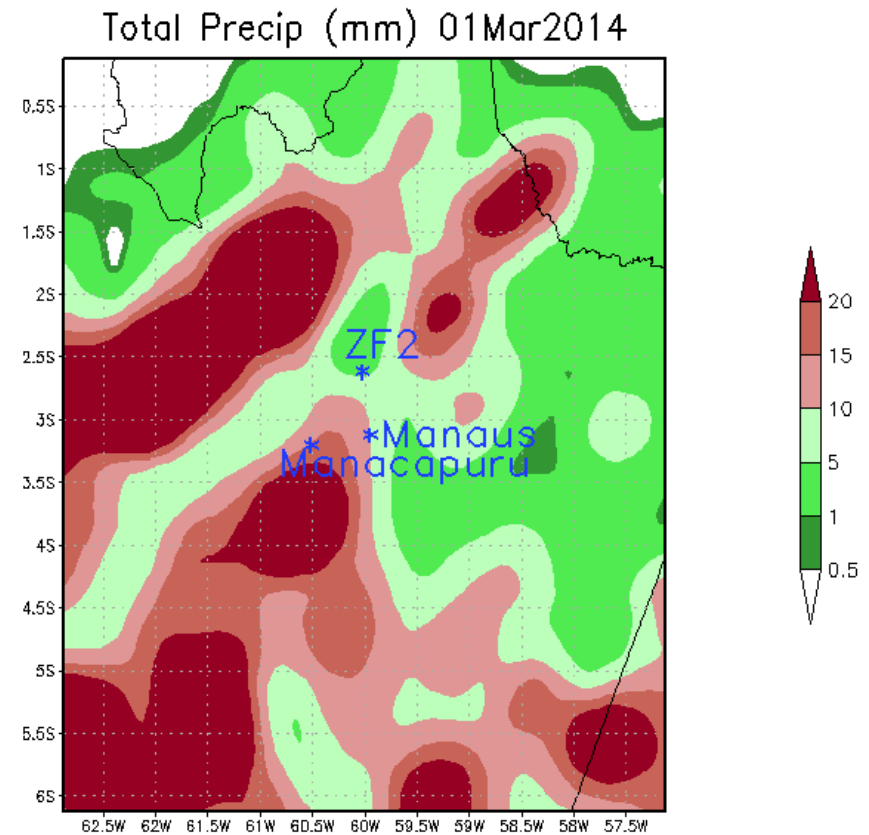 Total Precip (mm) 01Mar2014
0.5S
1S
1.5S
2S
2.5S
3S
3.5S
4S
4.5S
5S
5.5S
6S
ZF2
*
*Manaus
*
Manacapuru
20
15
10
5
1
0.5
62.5W 62W 61.5W 61W 60.5W 60W 59.5W 59W 58.5W 58W 57.5W